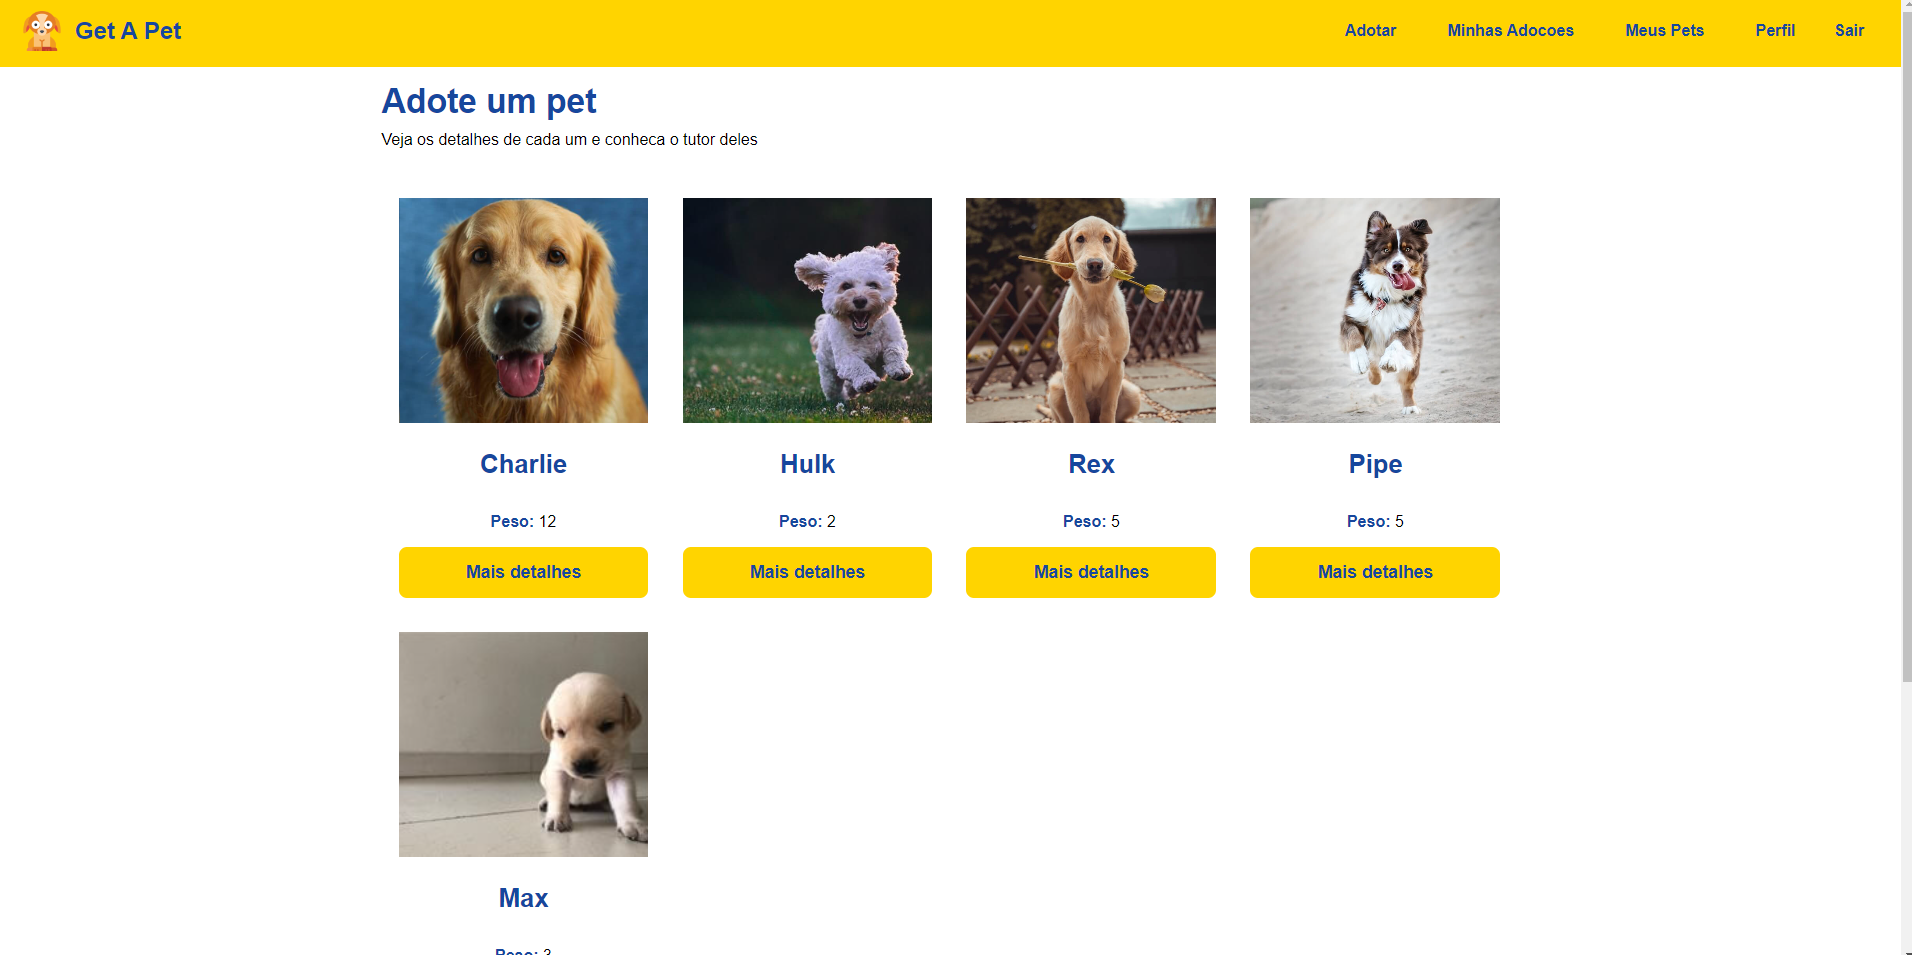 Get A Pet
Adotar Minhas Adocoes Meus Pets Perfil Sair
Adote um pet
Veja os detalhes de cada um e conheca o tutor deles
Charlie
Peso: 12
Mais detalhes
Hulk
Peso: 2
Mais detalhes
Rex
Peso: 5
Mais detalhes
Pipe
Peso: 5
Mais detalhes
Max
Peso: